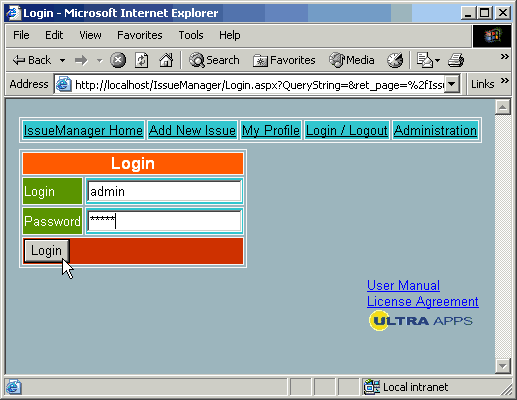 Login - Microsoft Internet Explorer
File Edit View Favorites Tools Help
Back Search Favorites Media
Address http://localhost/IssueManager/Login.aspx?QueryString=&ret_page=%2fIssu Links
IssueManager Home Add New Issue My Profile Login / Logout Administration
Login
Login admin
Password *****
Login
User Manual
License Agreement
ULTRA APPS
Local intranet